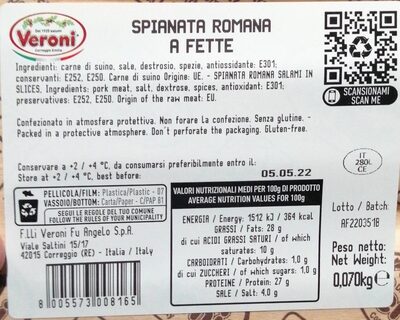 Dal 1925 salumi
Veroni
Correggio Emilia
SPIANATA ROMANA
A FETTE
SCANSIONAMI
SCAN ME
Ingredienti: carne di suino, sale, destrosio, spezie, antiossidante: E301;
conservanti: E252, E250. Carne di suino Origine: UE. - SPIANATA ROMANA SALAMI IN
SLICES, Ingredients: pork meat, salt, dextrose, spices, antioxidant: E301;
preservatives: E252, E250. Origin of the raw meat: EU.
Confezionato in atmosfera protettiva. Non forare la confezione. Senza glutine. -
Packed in a protective atmosphere. Don't perforate the packaging. Gluten-free.
Conservare a +2 / +4 °C, da consumarsi preferibilmente entro il:
Store at +2 / +4 °C, best before:
05.05.22
IT
280L
CE
PELLICOLA/FILM: Plastica/Plastic - 07
VASSOIO/BOTTOM: Carta/Paper - C/PAP 81
SEGUI LE REGOLE DEL TUO COMUNE
FOLLOW THE RULES OF YOUR MUNICIPALITY
F.lli Veroni Fu Angelo S.p.A.
Viale Saltini 15/17
42015 Correggio (RE) - Italia / Italy
8 005573 008165
VALORI NUTRIZIONALI MEDI PER 100g DI PRODOTTO
AVERAGE NUTRITION VALUES FOR 100g
ENERGIA / Energy: 1512 kJ / 364 kcal
GRASSI / Fats: 28 g
di cui ACIDI GRASSI SATURI / of which
saturates: 10 g
CARBOIDRATI / Carbohydrates: 1,0 g
di cui ZUCCHERI / of which sugars: 1,0 g
PROTEINE / Protein: 27 g
SALE / Salt: 4,0 g
Lotto / Batch:
AF2203518
Peso netto:
Net Weight:
0,070kg e